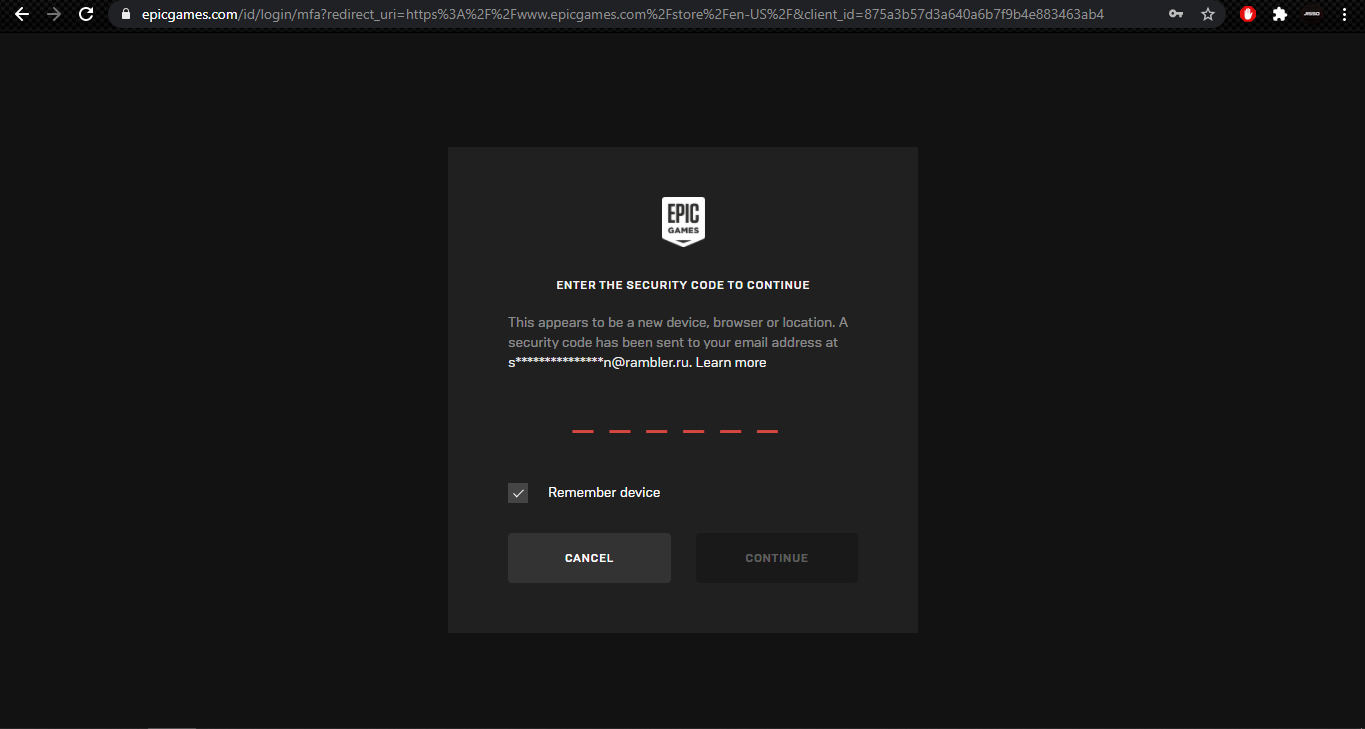 epicgames.com/id/login/mfa?redirect_uri=https%3A%2F%2Fwww.epicgames.com%2Fstore%2Fen-US%2F&client_id=875a3b57d3a640a6b7f9b4e883463ab4
EPIC
GAMES
ENTER THE SECURITY CODE TO CONTINUE
This appears to be a new device, browser or location. A
security code has been sent to your email address at
s***************n@rambler.ru. Learn more
Remember device
CANCEL CONTINUE